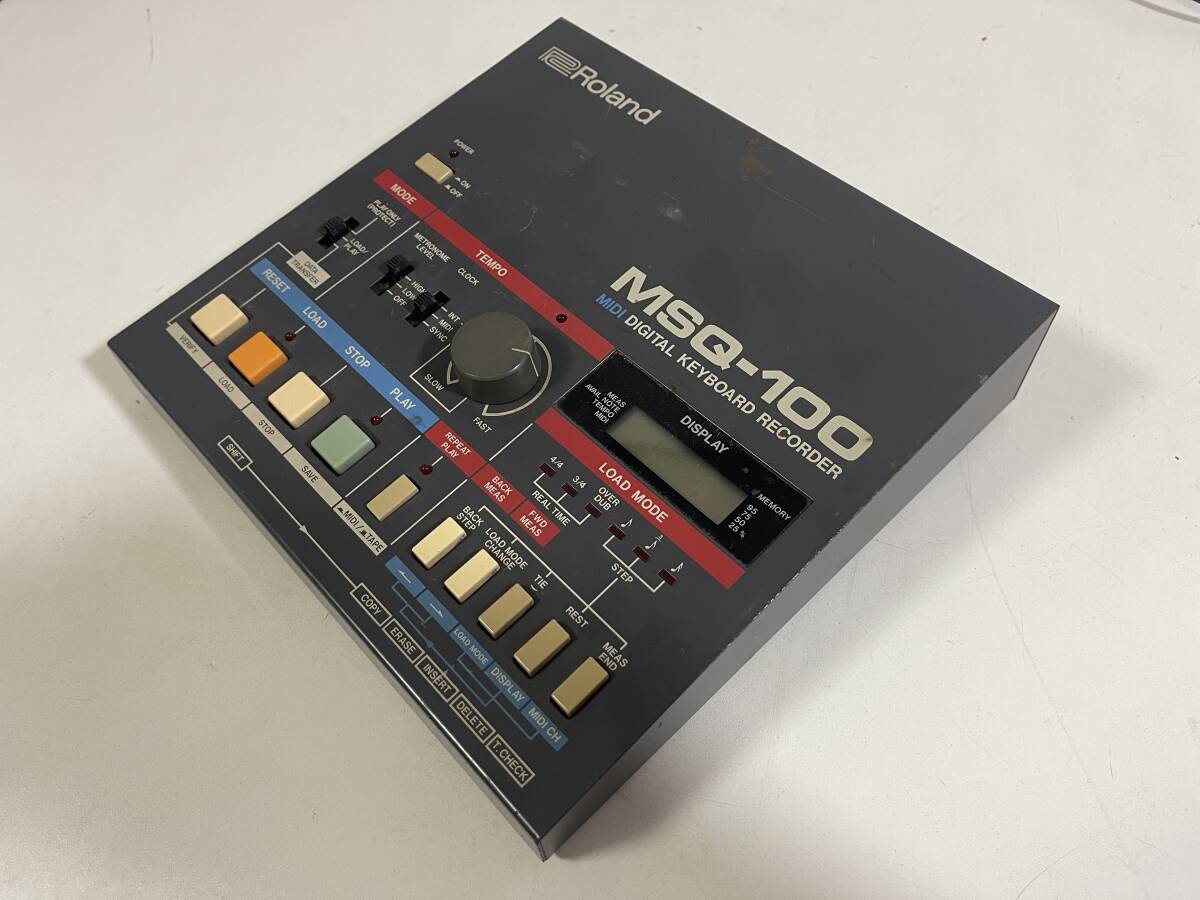 Roland
POWER
ON
OFF
MODE
PLAY ONLY
(PROTECT)
LOAD/
PLAY
DATA
TRANSFER
METRONOME
LEVEL
HIGH
LOW
OFF
CLOCK
INT
MIDI
SYNC
TEMPO
SLOW
FAST
MSQ-100
MIDI DIGITAL KEYBOARD RECORDER
MEAS
AVAIL NOTE
TEMPO
MIDI
DISPLAY
MEMORY
95
75
50
25 %
LOAD MODE
4/4
3/4
REAL TIME
OVER
DUB
♪
♪
♪
STEP
RESET
LOAD
STOP
PLAY
REPEAT
PLAY
BACK
MEAS
FWD
MEAS
VERIFY
LOAD
STOP
SAVE
MIDI/ TAPE
SHIFT
BACK
STEP
LOAD MODE
CHANGE
TIE
REST
MEAS
END
LOAD MODE
DISPLAY
MIDI CH
COPY
ERASE
INSERT
DELETE
T.CHECK